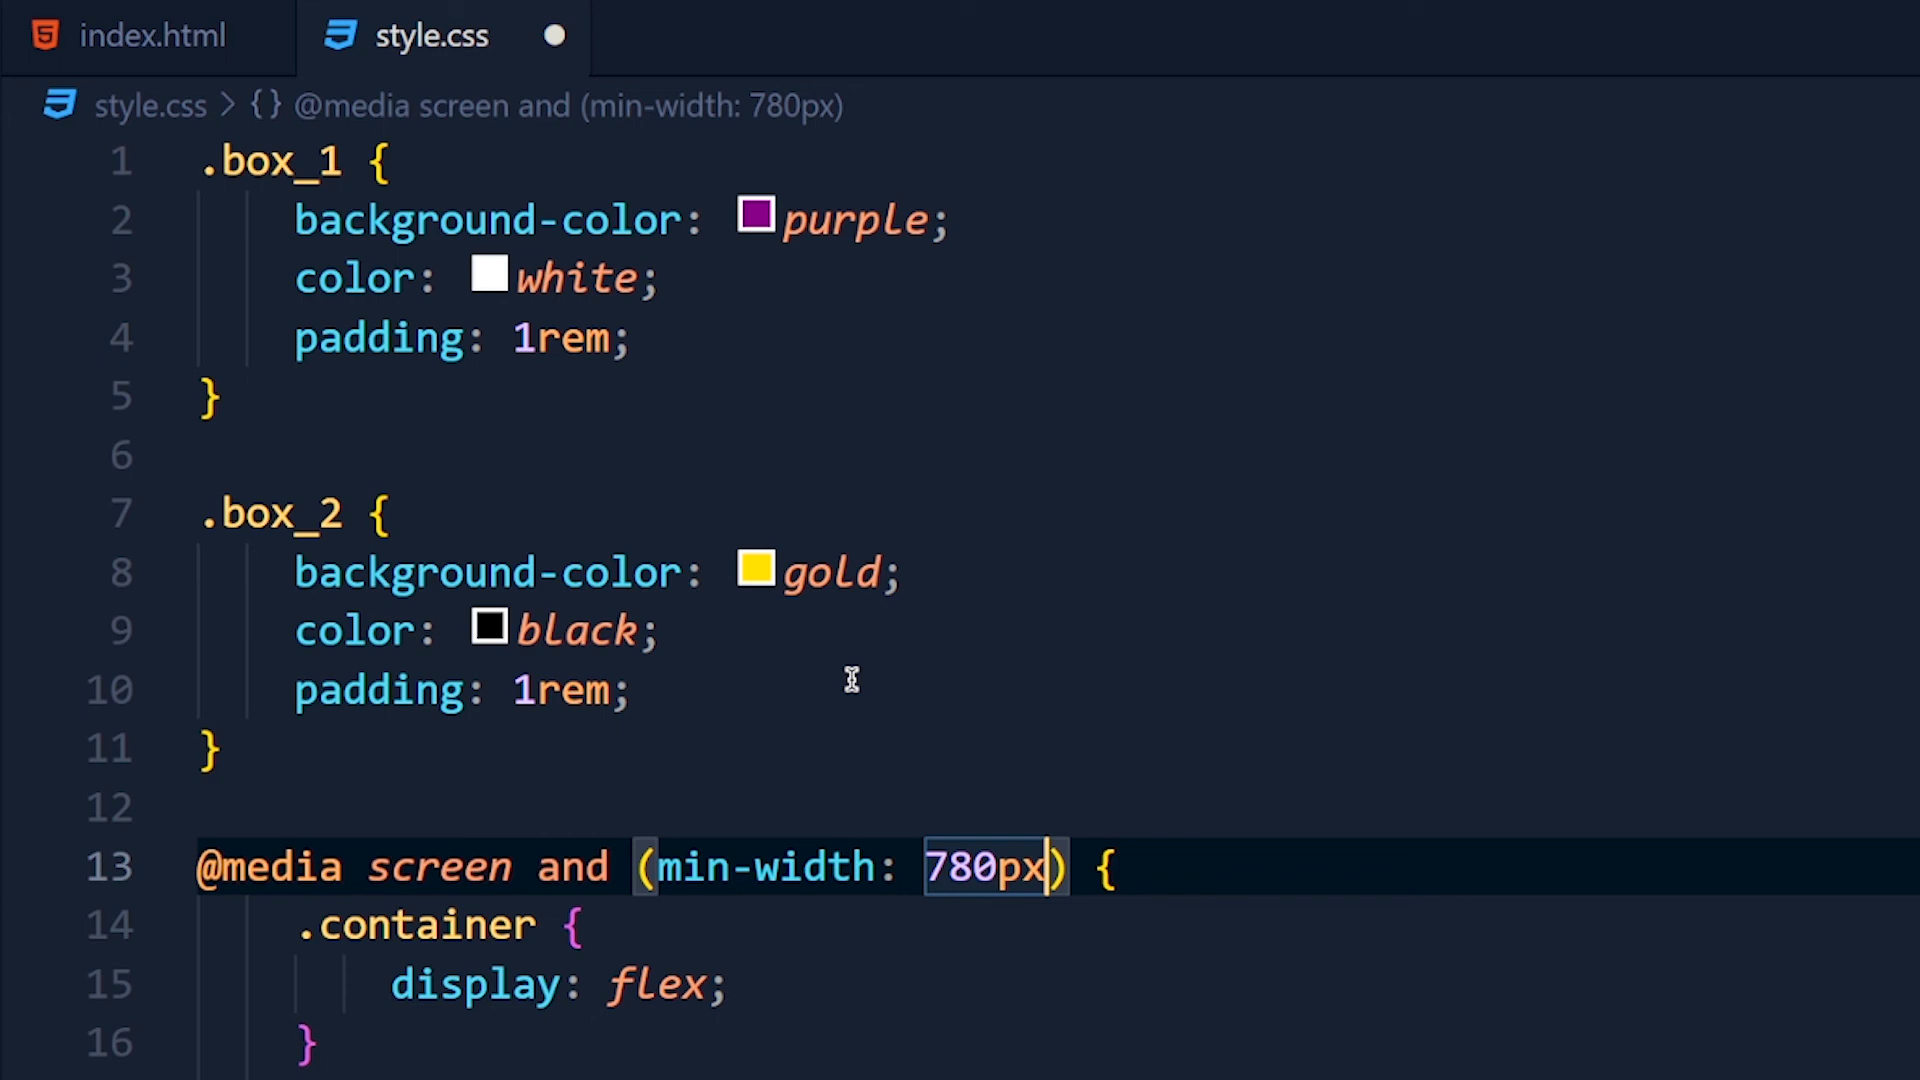 index.html style.css
style.css > {} @media screen and (min-width: 780px)
1 .box_1 {
2 background-color: purple;
3 color: white;
4 padding: 1rem;
5 }
6
7 .box_2 {
8 background-color: gold;
9 color: black;
10 padding: 1rem;
11 }
12
13 @media screen and (min-width: 780px) {
14 .container {
15 display: flex;
16 }